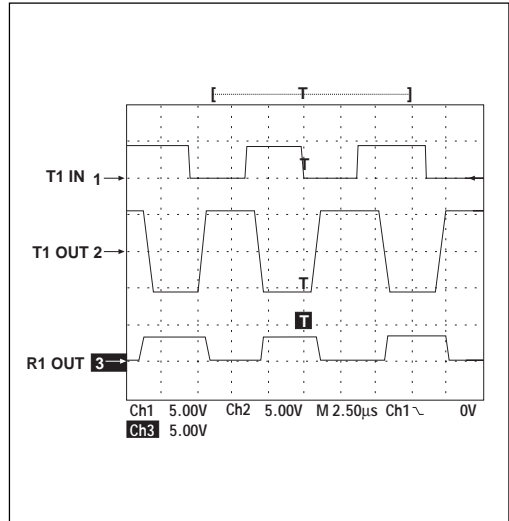 [ T ]
T
T1 IN 1
T1 OUT 2
T
T
R1 OUT 3
Ch1 5.00V Ch2 5.00V M 2.50µs Ch1 0V
Ch3 5.00V